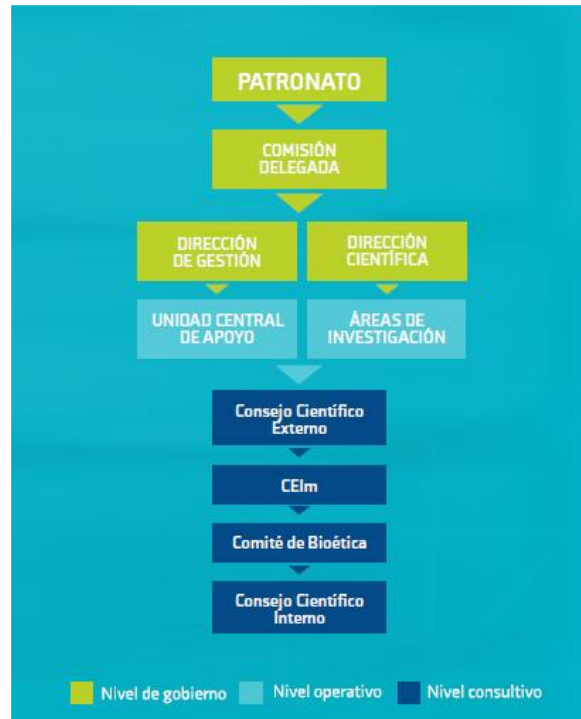 PATRONATO
COMISIÓN
DELEGADA
DIRECCIÓN
DE GESTIÓN
DIRECCIÓN
CIENTÍFICA
UNIDAD CENTRAL
DE APOYO
ÁREAS DE
INVESTIGACIÓN
Consejo Científico
Externo
CEIm
Comité de Bioética
Consejo Científico
Interno
Nivel de gobierno
Nivel operativo
Nivel consultivo